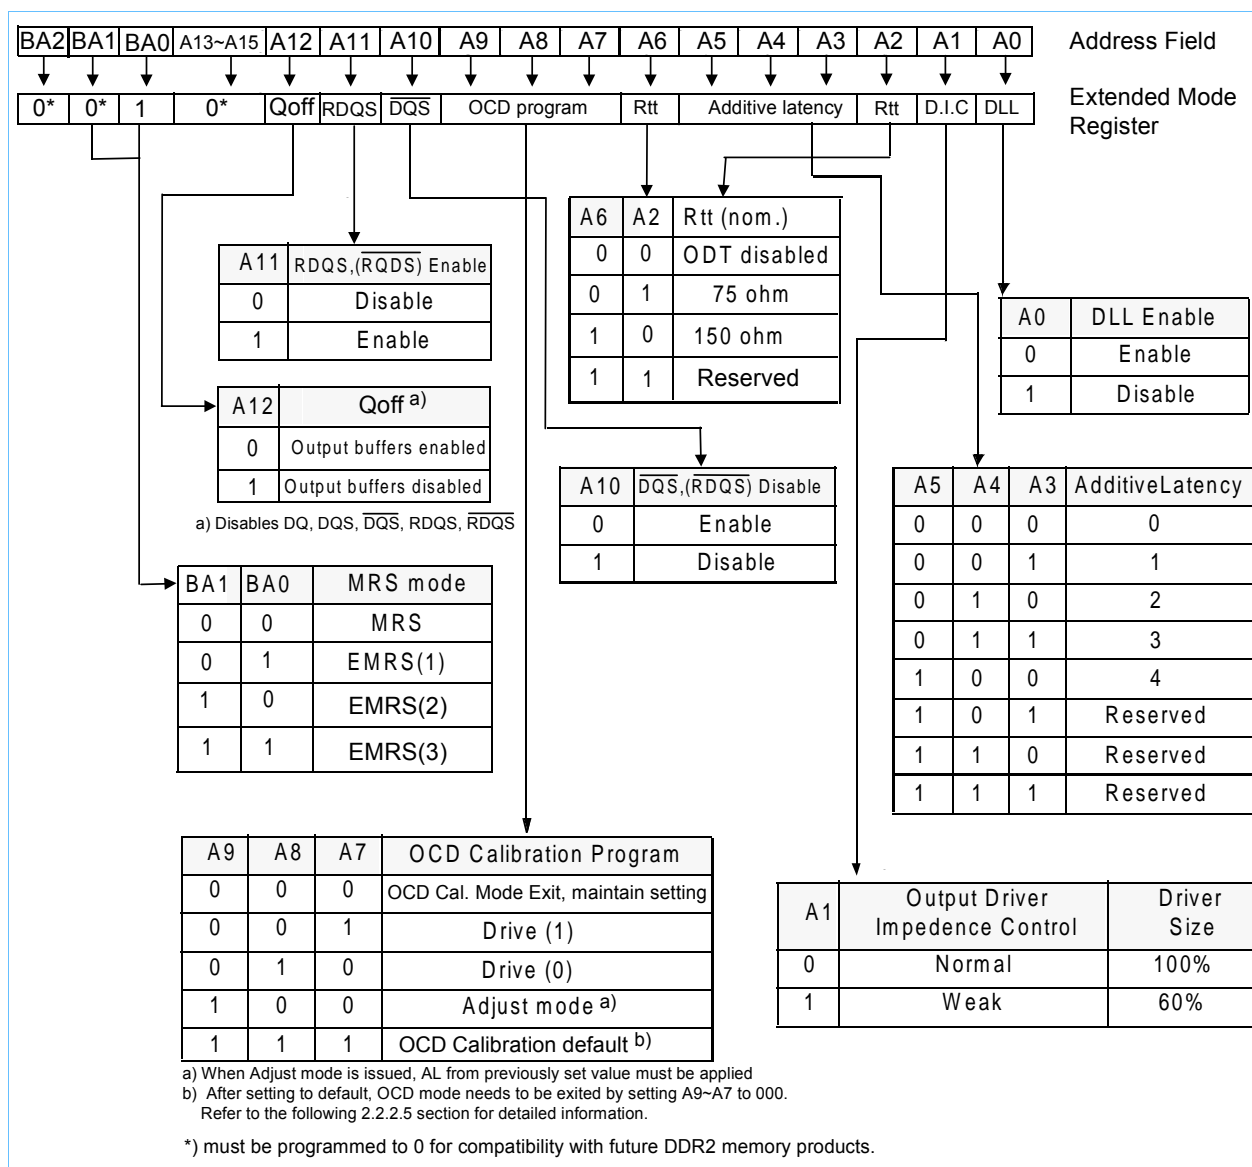 BA2 BA1 BA0 A13~A15 A12 A11 A10 A9 A8 A7 A6 A5 A4 A3 A2 A1 A0 Address Field
0* 0* 1 0* Qoff RDQS DQS OCD program Rtt Additive latency Rtt D.I.C DLL Extended Mode
Register
A11 RDQS,(RQDS) Enable
0 Disable
1 Enable
A12 Qoff a)
0 Output buffers enabled
1 Output buffers disabled
a) Disables DQ, DQS, DQS, RDQS, RDQS
A6 A2 Rtt (nom.)
0 0 ODT disabled
0 1 75 ohm
1 0 150 ohm
1 1 Reserved
A0 DLL Enable
0 Enable
1 Disable
A10 DQS,(RDQS) Disable
0 Enable
1 Disable
A5 A4 A3 AdditiveLatency
0 0 0 0
0 0 1 1
0 1 0 2
0 1 1 3
1 0 0 4
1 0 1 Reserved
1 1 0 Reserved
1 1 1 Reserved
BA1 BA0 MRS mode
0 0 MRS
0 1 EMRS(1)
1 0 EMRS(2)
1 1 EMRS(3)
A9 A8 A7 OCD Calibration Program
0 0 0 OCD Cal. Mode Exit, maintain setting
0 0 1 Drive (1)
0 1 0 Drive (0)
1 0 0 Adjust mode a)
1 1 1 OCD Calibration default b)
a) When Adjust mode is issued, AL from previously set value must be applied
b) After setting to default, OCD mode needs to be exited by setting A9~A7 to 000.
Refer to the following 2.2.2.5 section for detailed information.
A1 Output Driver Impedence Control Driver Size
0 Normal 100%
1 Weak 60%
*) must be programmed to 0 for compatibility with future DDR2 memory products.